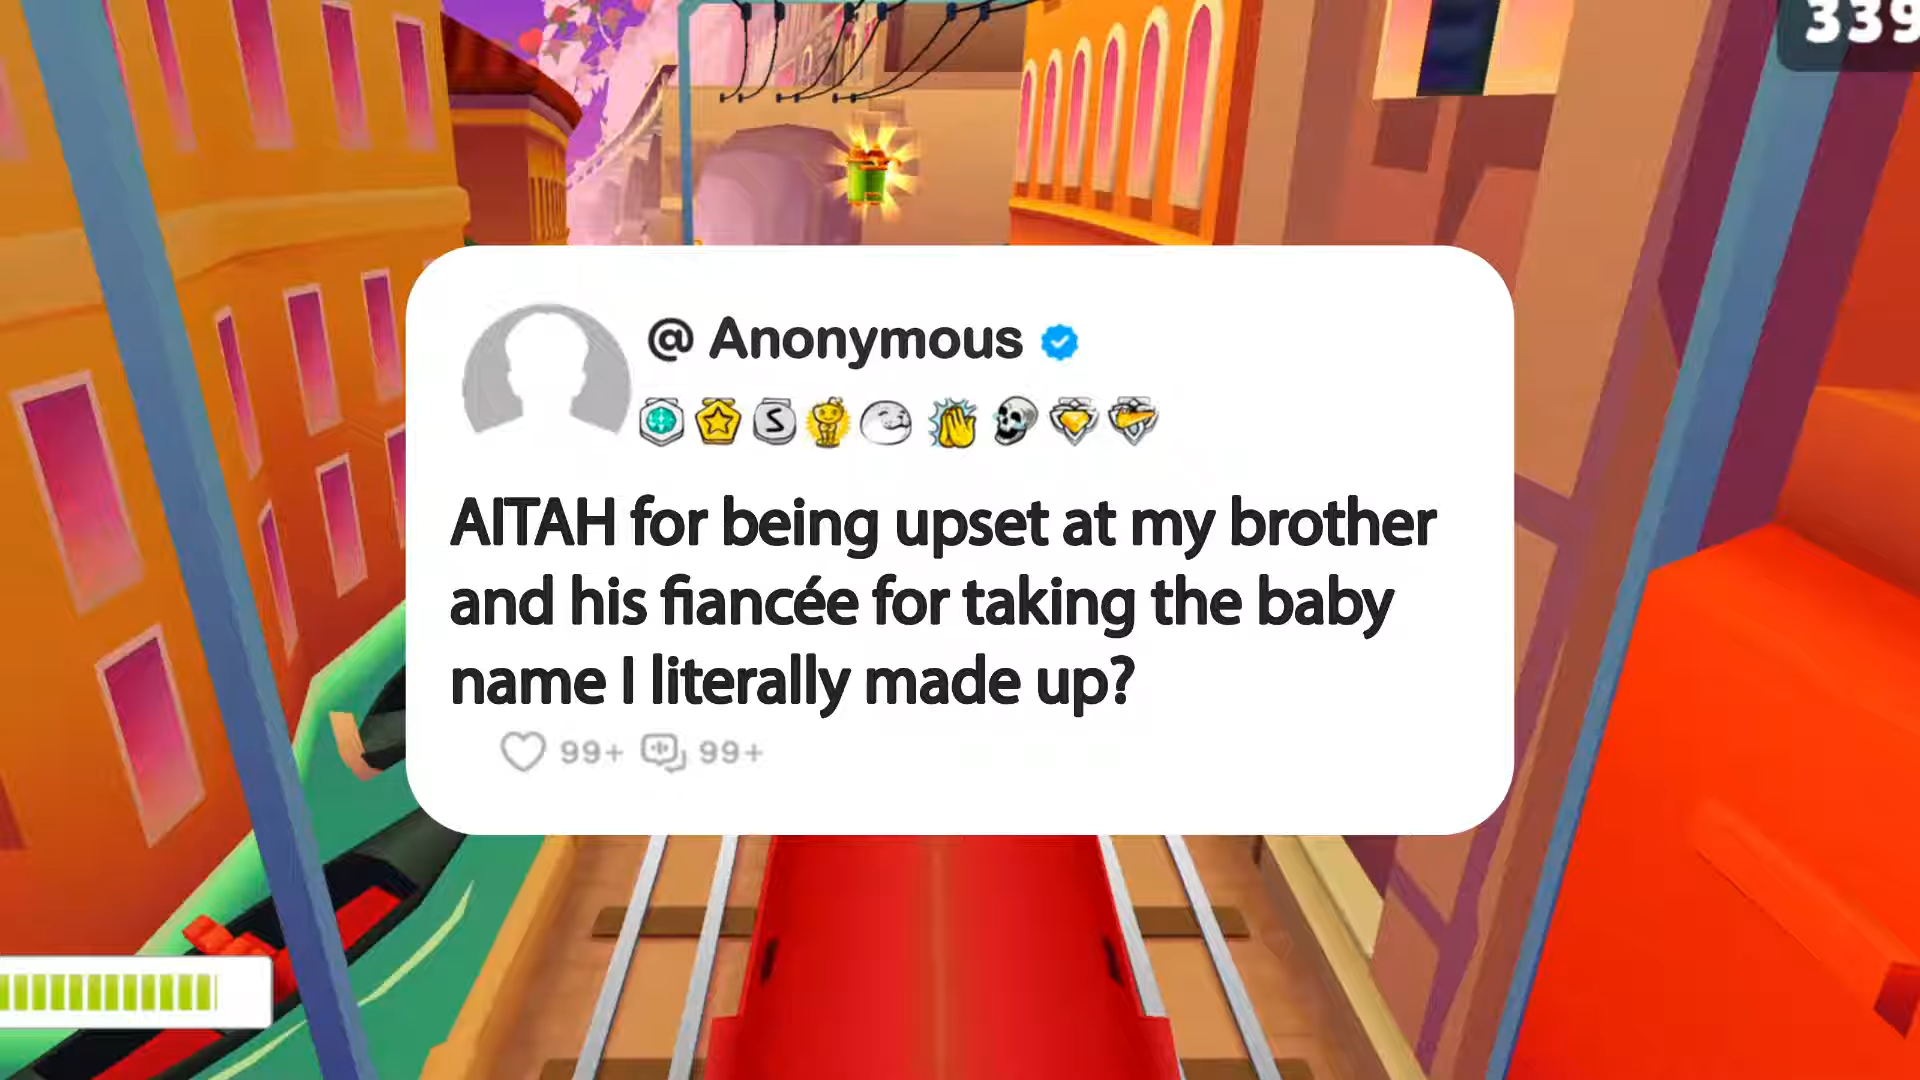 339
@ Anonymous
AITAH for being upset at my brother
and his fiancée for taking the baby
name I literally made up?
99+ 99+